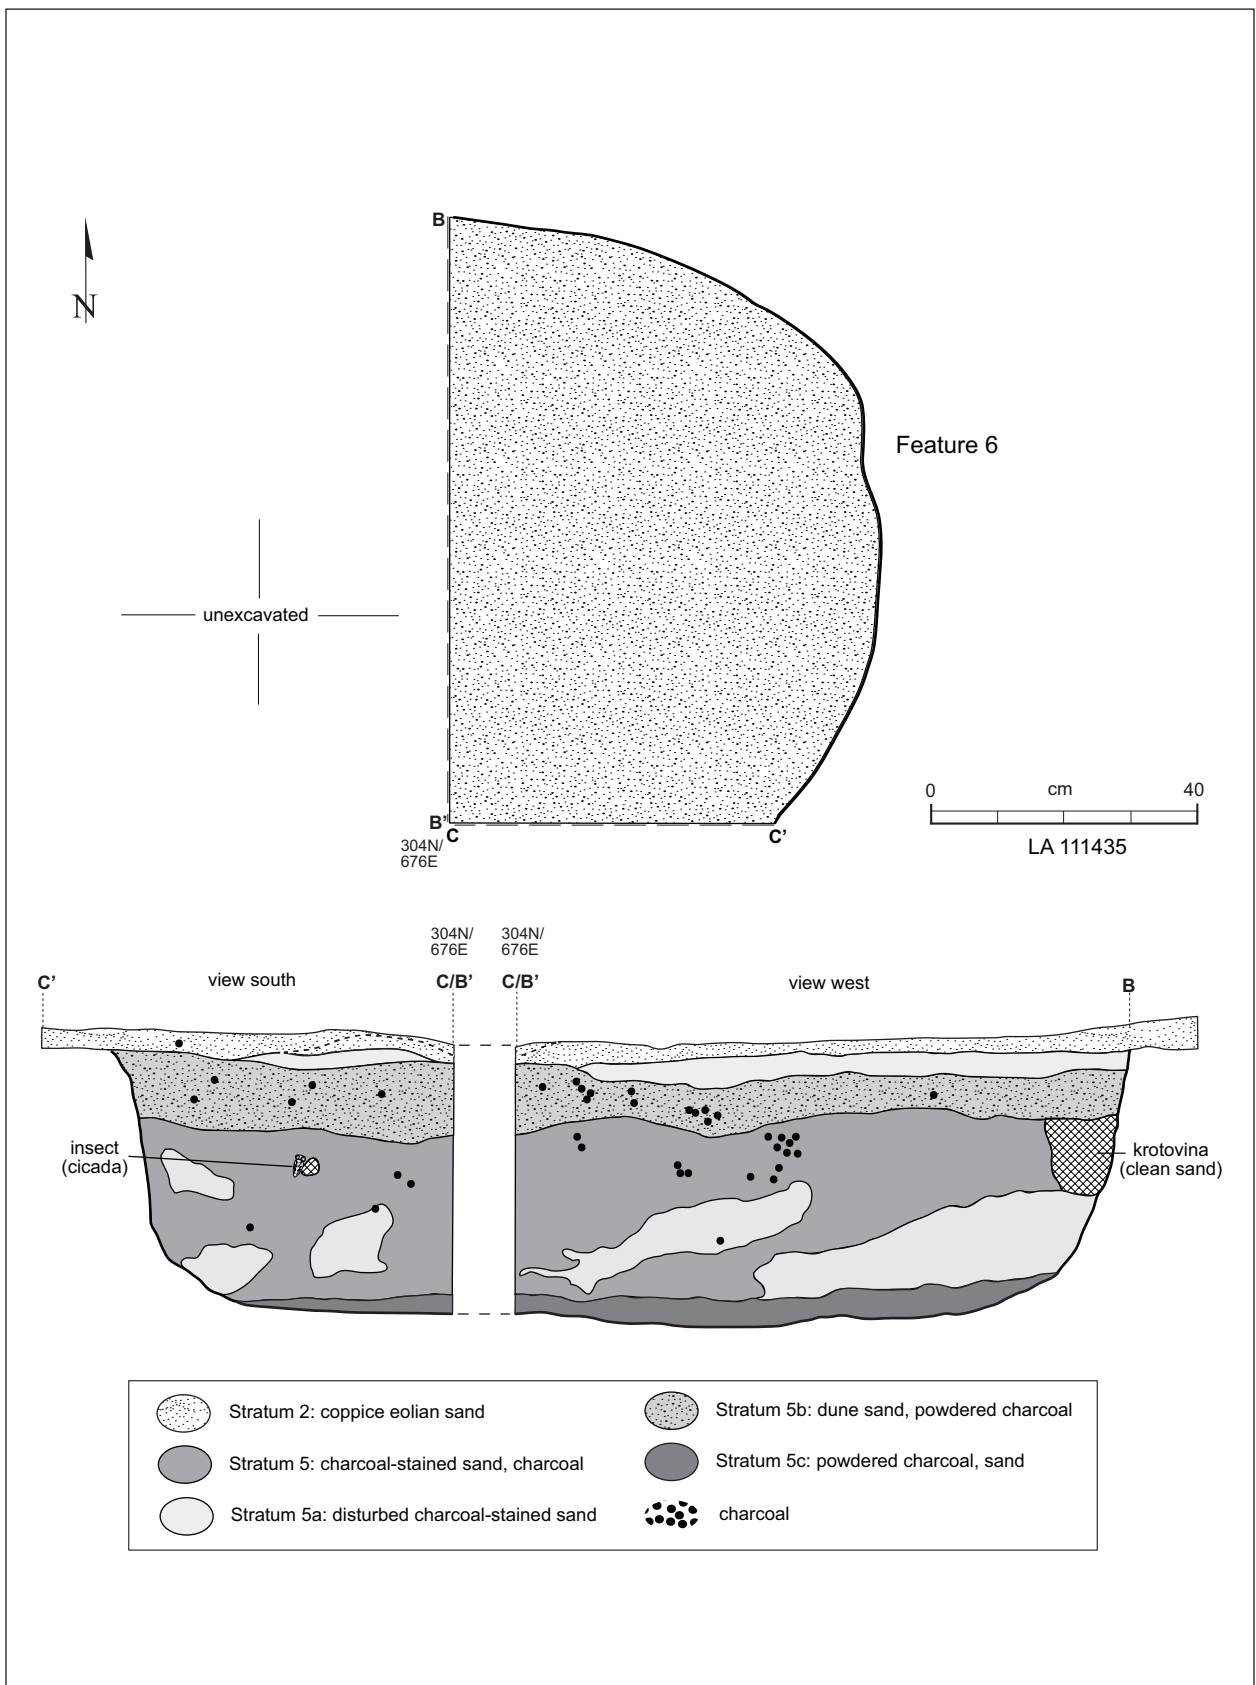 B
N
Feature 6
unexcavated
B'
C
C'
304N/
676E
0 cm 40
LA 111435
304N/
676E
304N/
676E
C'
view south
C/B'
C/B'
view west
B
insect
(cicada)
krotovina
(clean sand)
Stratum 2: coppice eolian sand
Stratum 5: charcoal-stained sand, charcoal
Stratum 5a: disturbed charcoal-stained sand
Stratum 5b: dune sand, powdered charcoal
Stratum 5c: powdered charcoal, sand
charcoal